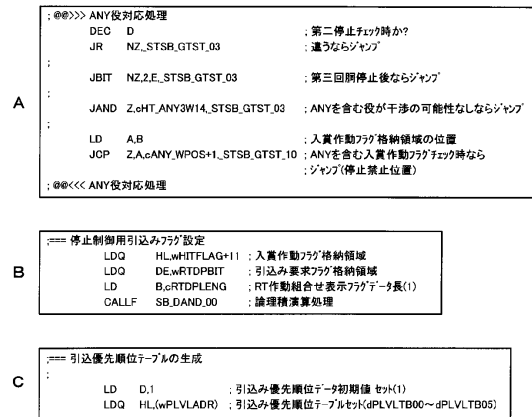 ; @@>>> ANY役対応処理
DEC D ; 第二停止チェック時か?
JR NZ,_STSB_GTST_03 ; 違うならジャンプ
;
JBIT NZ,2,E,_STSB_GTST_03 ; 第三回胴停止後ならジャンプ
;
A
JAND Z,cHT_ANY3W14,_STSB_GTST_03 ; ANYを含む役が干渉の可能性なしならジャンプ
;
LD A,B ; 入賞作動フラグ格納領域の位置
JCP Z,A,cANY_WPOS+1,_STSB_GTST_10 ; ANYを含む入賞作動フラグチェック時なら
; ジャンプ(停止禁止位置)
; @@<<< ANY役対応処理
;=== 停止制御用引込みフラグ設定
B
LDQ HL,wHITFLAG+11 ; 入賞作動フラグ格納領域
LDQ DE,wRTDPBIT ; 引込み要求フラグ格納領域
LD B,cRTDPLENG ; RT作動組合せ表示フラグデータ長(1)
CALLF SB_DAND_00 ; 論理積演算処理
;=== 引込優先順位テーブルの生成
C
;
LD D,1 ; 引込み優先順位データ初期値 セット(1)
LDQ HL,(wPLVLADR) ; 引込み優先順位テーブルセット(dPLVLTB00～dPLVLTB05)